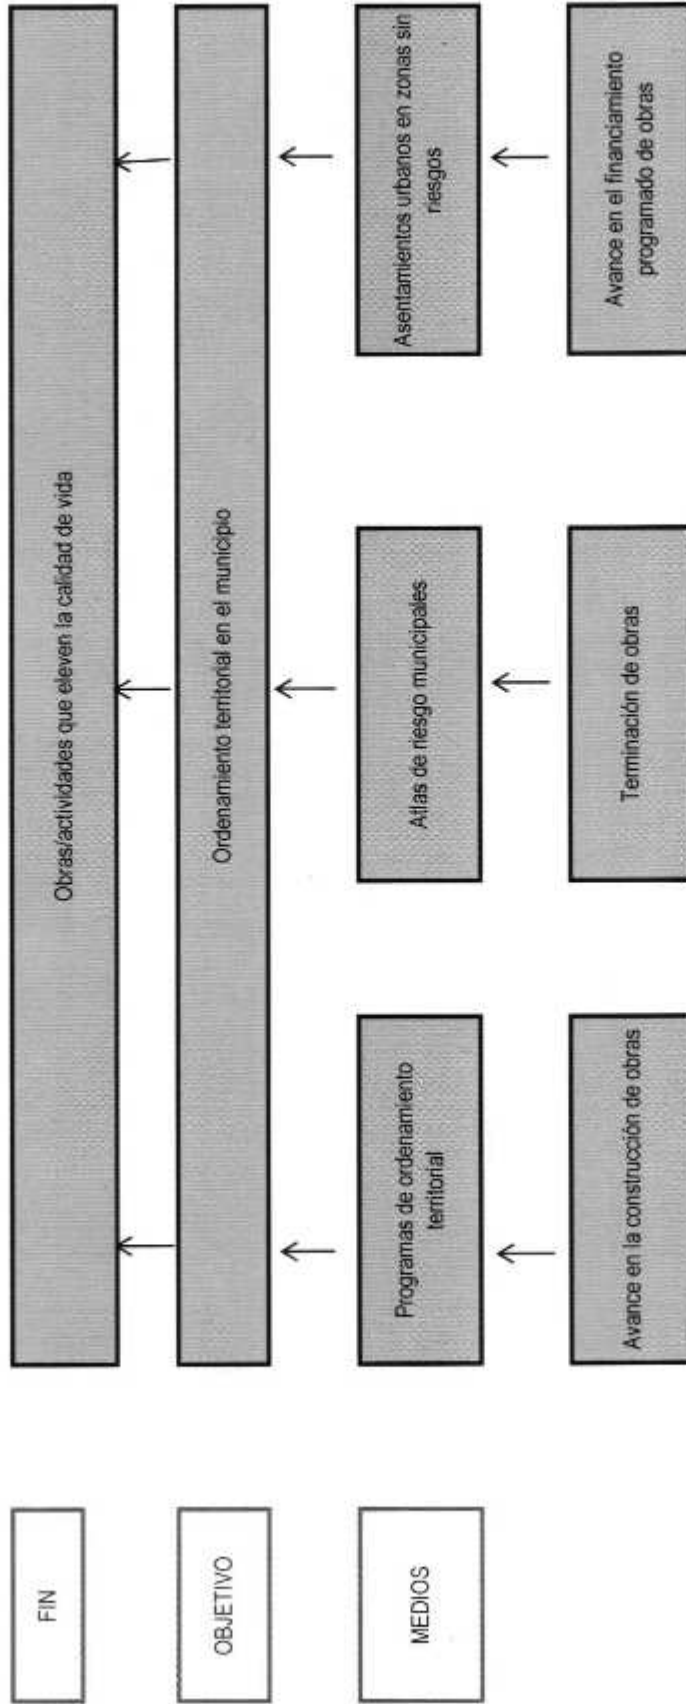 FIN
Obras/actividades que eleven la calidad de vida
OBJETIVO
Ordenamiento territorial en el municipio
MEDIOS
Programas de ordenamiento
territorial
Atlas de riesgo municipales
Asentamientos urbanos en zonas sin
riesgos
Avance en la construcción de obras
Terminación de obras
Avance en el financiamiento
programado de obras